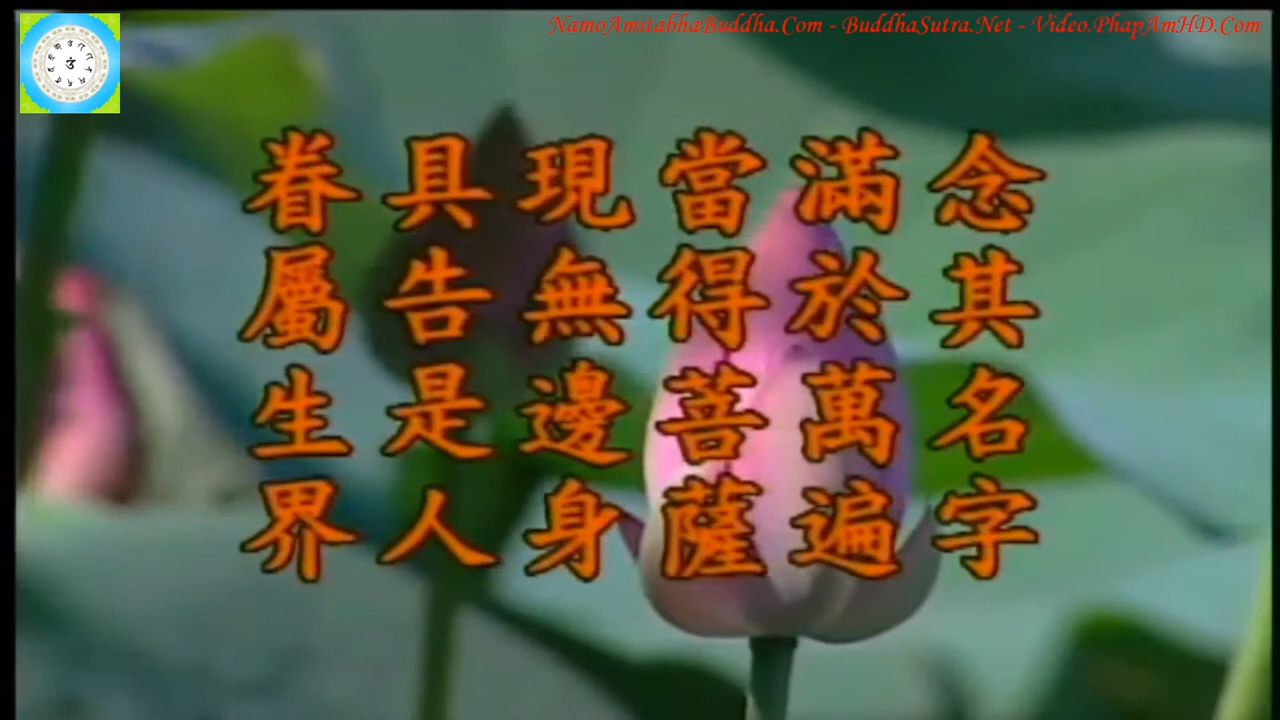 NamoAmitabhaBuddha.Com - BuddhaSutra.Net - Video.PhapAmHD.Com
念其名字
滿於萬遍
當得菩薩
現無邊身
具告是人
眷屬生界